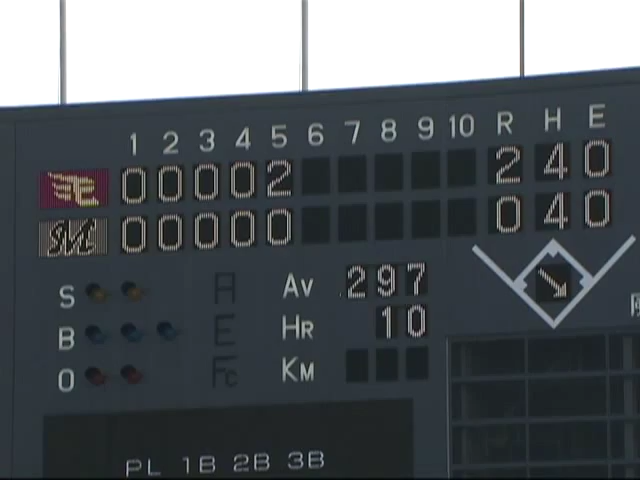 1 2 3 4 5 6 7 8 9 10 R H E
E 0 0 0 0 2 2 4 0
M 0 0 0 0 0 0 4 0
S H Av .297
B E HR 10
O Fc KM
PL 1B 2B 3B